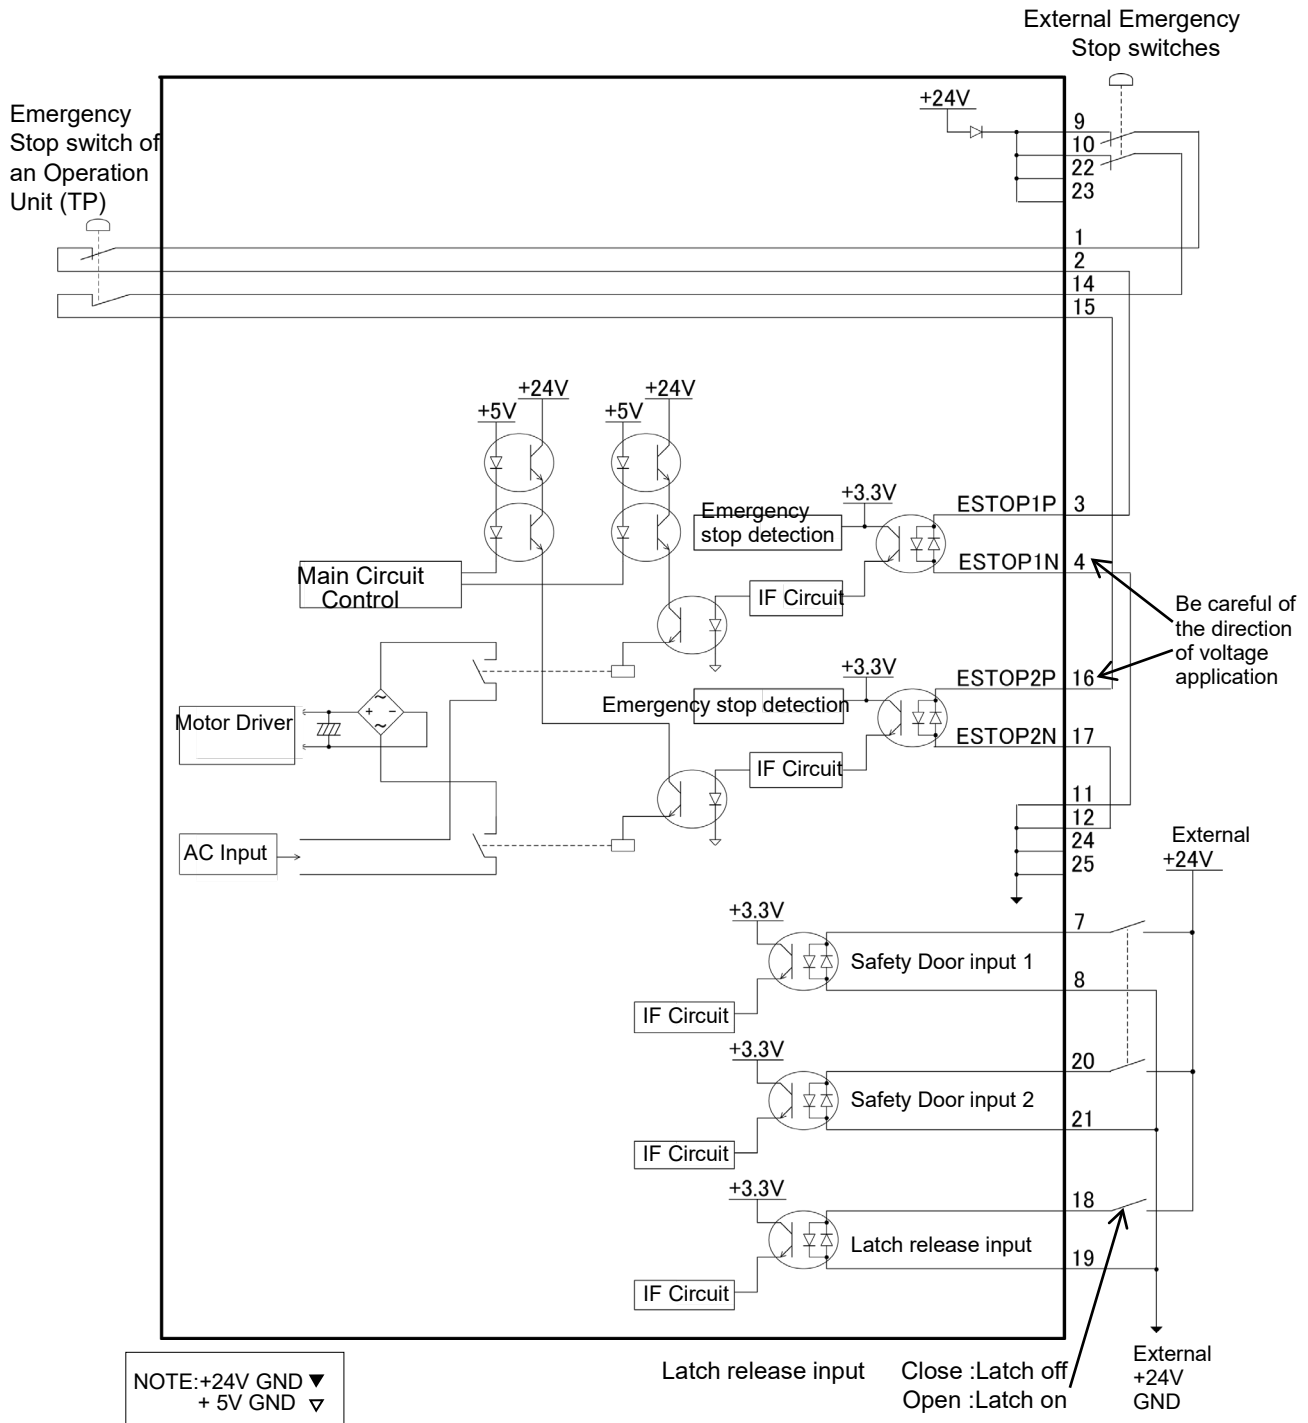 External Emergency
Stop switches
Emergency
Stop switch of
an Operation
Unit (TP)
+24V
9
10
22
23
1
2
14
15
+24V
+24V
+5V
+5V
+3.3V
ESTOP1P
3
Emergency
stop detection
ESTOP1N
4
Main Circuit
Control
IF Circuit
Be careful of
the direction
of voltage
application
+3.3V
ESTOP2P
16
Emergency stop detection
Motor Driver
+
-
~
~
ESTOP2N
17
IF Circuit
11
12
24
25
AC Input
External
+24V
+3.3V
7
Safety Door input 1
8
IF Circuit
+3.3V
20
Safety Door input 2
21
IF Circuit
+3.3V
18
Latch release input
19
IF Circuit
NOTE:+24V GND ▼
+ 5V GND ▽
Latch release input
Close :Latch off
Open :Latch on
External
+24V
GND